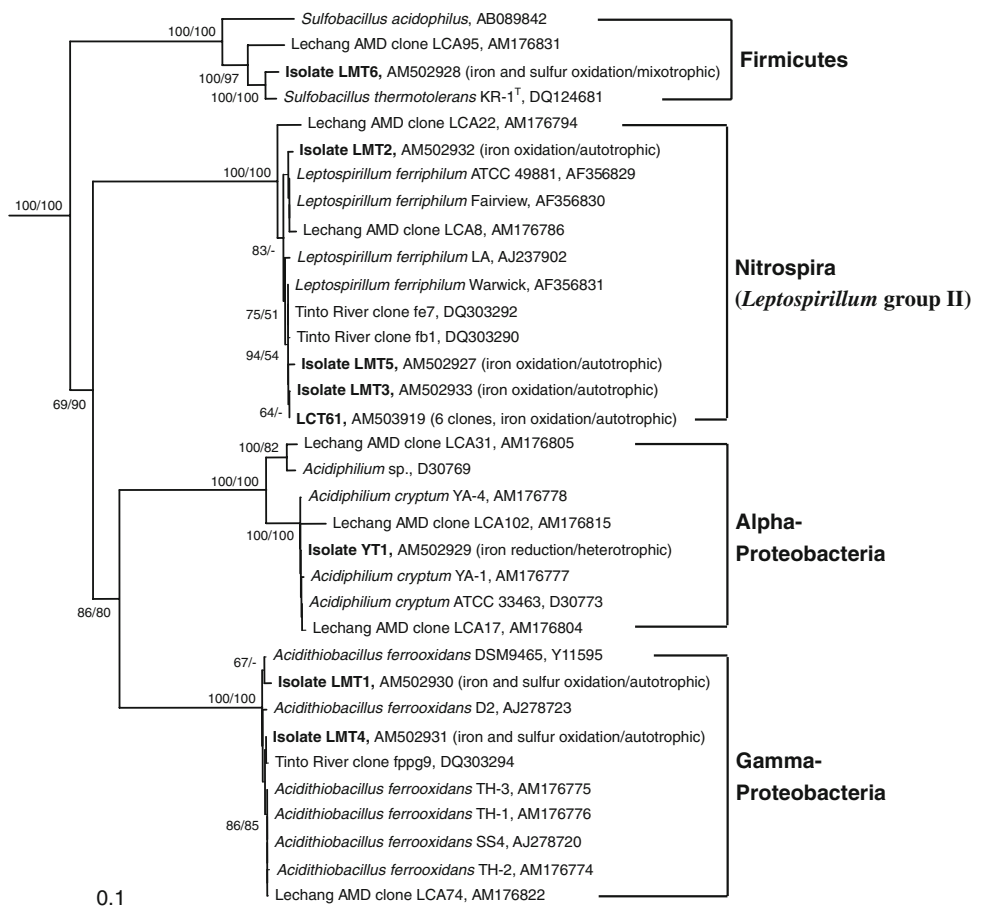 Sulfobacillus acidophilus, AB089842
100/100
Lechang AMD clone LCA95, AM176831
Firmicutes
Isolate LMT6, AM502928 (iron and sulfur oxidation/mixotrophic)
100/97
100/100
Sulfobacillus thermotolerans KR-1T, DQ124681
Lechang AMD clone LCA22, AM176794
Isolate LMT2, AM502932 (iron oxidation/autotrophic)
100/100
Leptospirillum ferriphilum ATCC 49881, AF356829
Leptospirillum ferriphilum Fairview, AF356830
100/100
Lechang AMD clone LCA8, AM176786
83/-
Leptospirillum ferriphilum LA, AJ237902
Nitrospira
(Leptospirillum group II)
Leptospirillum ferriphilum Warwick, AF356831
75/51
Tinto River clone fe7, DQ303292
Tinto River clone fb1, DQ303290
94/54
Isolate LMT5, AM502927 (iron oxidation/autotrophic)
Isolate LMT3, AM502933 (iron oxidation/autotrophic)
69/90
64/-
LCT61, AM503919 (6 clones, iron oxidation/autotrophic)
100/82
Lechang AMD clone LCA31, AM176805
Acidiphilium sp., D30769
100/100
Acidiphilium cryptum YA-4, AM176778
Lechang AMD clone LCA102, AM176815
100/100
Alpha-
Proteobacteria
Isolate YT1, AM502929 (iron reduction/heterotrophic)
Acidiphilium cryptum YA-1, AM176777
Acidiphilium cryptum ATCC 33463, D30773
86/80
Lechang AMD clone LCA17, AM176804
Acidithiobacillus ferrooxidans DSM9465, Y11595
67/-
Isolate LMT1, AM502930 (iron and sulfur oxidation/autotrophic)
100/100
Acidithiobacillus ferrooxidans D2, AJ278723
Isolate LMT4, AM502931 (iron and sulfur oxidation/autotrophic)
Tinto River clone fppg9, DQ303294
Gamma-
Proteobacteria
Acidithiobacillus ferrooxidans TH-3, AM176775
Acidithiobacillus ferrooxidans TH-1, AM176776
86/85
Acidithiobacillus ferrooxidans SS4, AJ278720
Acidithiobacillus ferrooxidans TH-2, AM176774
Lechang AMD clone LCA74, AM176822
0.1